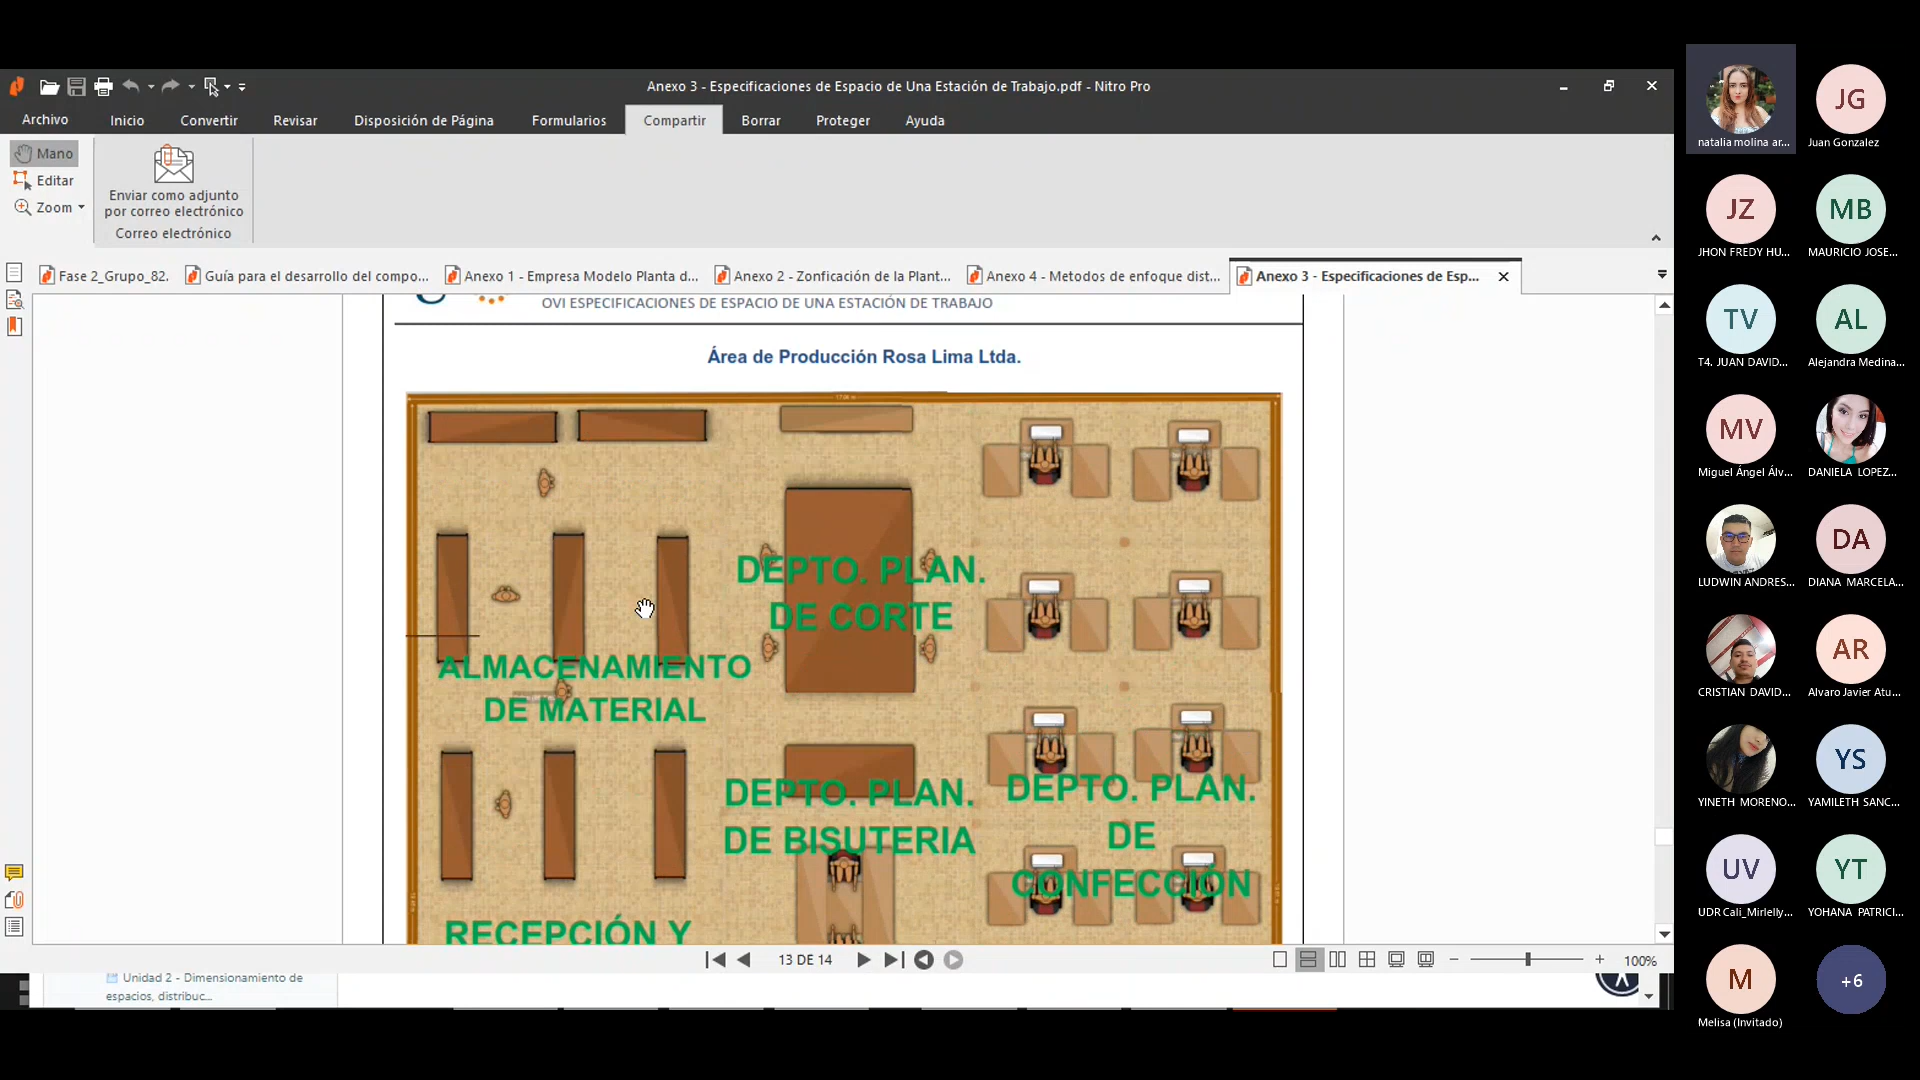 Anexo 3 - Especificaciones de Espacio de Una Estación de Trabajo.pdf - Nitro Pro
Archivo Inicio Convertir Revisar Disposición de Página Formularios Compartir Borrar Proteger Ayuda
Mano
Editar
Zoom
Enviar como adjunto
por correo electrónico
Correo electrónico
Fase 2_Grupo_82. Guía para el desarrollo del compo... Anexo 1 - Empresa Modelo Planta d... Anexo 2 - Zonficación de la Plant... Anexo 4 - Metodos de enfoque dist... Anexo 3 - Especificaciones de Esp...
OVI ESPECIFICACIONES DE ESPACIO DE UNA ESTACIÓN DE TRABAJO
Área de Producción Rosa Lima Ltda.
DEPTO. PLAN.
DE CORTE
ALMACENAMIENTO
DE MATERIAL
DEPTO. PLAN.
DE BISUTERIA
DEPTO. PLAN.
DE
CONFECCIÓN
RECEPCIÓN Y
13 DE 14
100%
Unidad 2 - Dimensionamiento de
espacios, distribuc...
natalia molina ar...
JG
Juan Gonzalez
JZ
JHON FREDY HU...
MB
MAURICIO JOSE...
TV
T4. JUAN DAVID...
AL
Alejandra Medina...
MV
Miguel Ángel Álv...
DANIELA LOPEZ...
LUDWIN ANDRES...
DA
DIANA MARCELA...
CRISTIAN DAVID...
AR
Alvaro Javier Atu...
YINETH MORENO...
YS
YAMILETH SANC...
UV
UDR Cali_Mirlelly...
YT
YOHANA PATRICI...
M
Melisa (Invitado)
+6